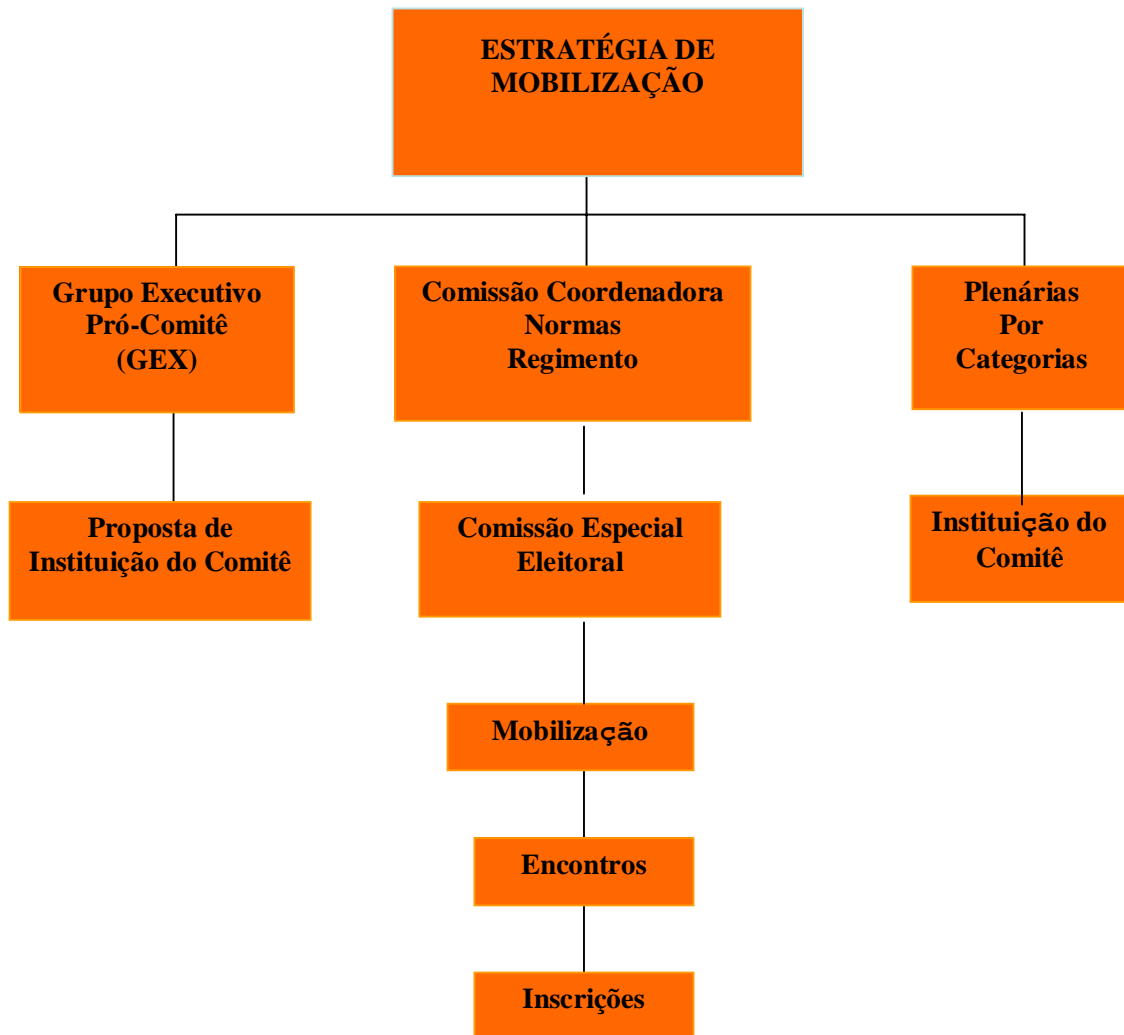 ESTRATÉGIA DE
MOBILIZAÇÃO
Grupo Executivo
Pró-Comitê
(GEX)
Comissão Coordenadora
Normas
Regimento
Plenárias
Por
Categorias
Proposta de
Instituição do Comitê
Comissão Especial
Eleitoral
Instituição do
Comitê
Mobilização
Encontros
Inscrições